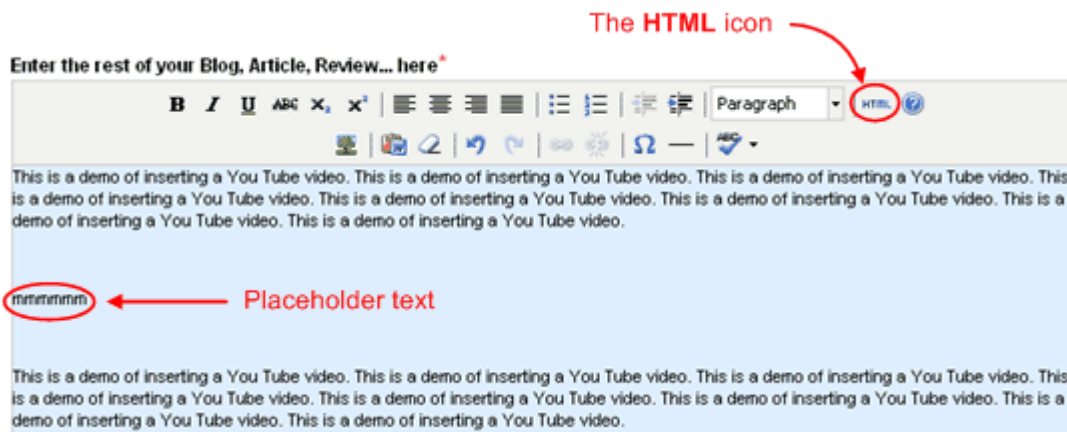 The HTML icon
Enter the rest of your Blog, Article, Review... here*
B I U ABC X₂ X² Paragraph HTML ?
Ω — ABC
This is a demo of inserting a You Tube video. This is a demo of inserting a You Tube video. This is a demo of inserting a You Tube video. This
is a demo of inserting a You Tube video. This is a demo of inserting a You Tube video. This is a demo of inserting a You Tube video. This is a
demo of inserting a You Tube video. This is a demo of inserting a You Tube video.
mmmmmm Placeholder text
This is a demo of inserting a You Tube video. This is a demo of inserting a You Tube video. This is a demo of inserting a You Tube video. This
is a demo of inserting a You Tube video. This is a demo of inserting a You Tube video. This is a demo of inserting a You Tube video. This is a
demo of inserting a You Tube video. This is a demo of inserting a You Tube video.